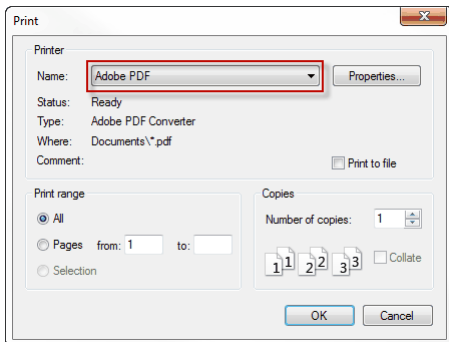 Print
Printer
Name: Adobe PDF Properties...
Status: Ready
Type: Adobe PDF Converter
Where: Documents\*.pdf
Comment: Print to file
Print range
All
Pages from: 1 to:
Selection
Copies
Number of copies: 1
1 1 2 2 3 3 Collate
OK Cancel